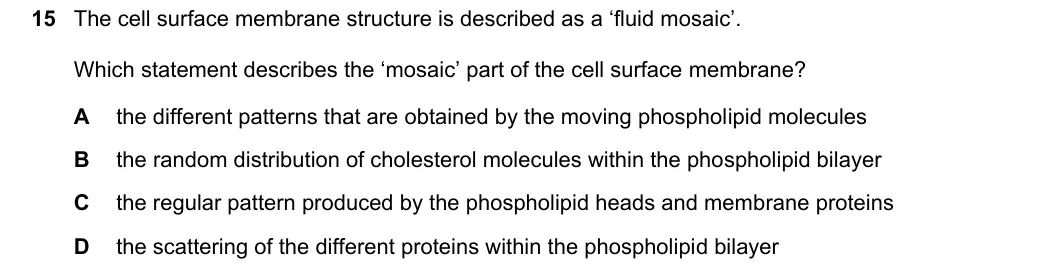 15 The cell surface membrane structure is described as a ‘fluid mosaic’.
Which statement describes the ‘mosaic’ part of the cell surface membrane?
A the different patterns that are obtained by the moving phospholipid molecules
B the random distribution of cholesterol molecules within the phospholipid bilayer
C the regular pattern produced by the phospholipid heads and membrane proteins
D the scattering of the different proteins within the phospholipid bilayer